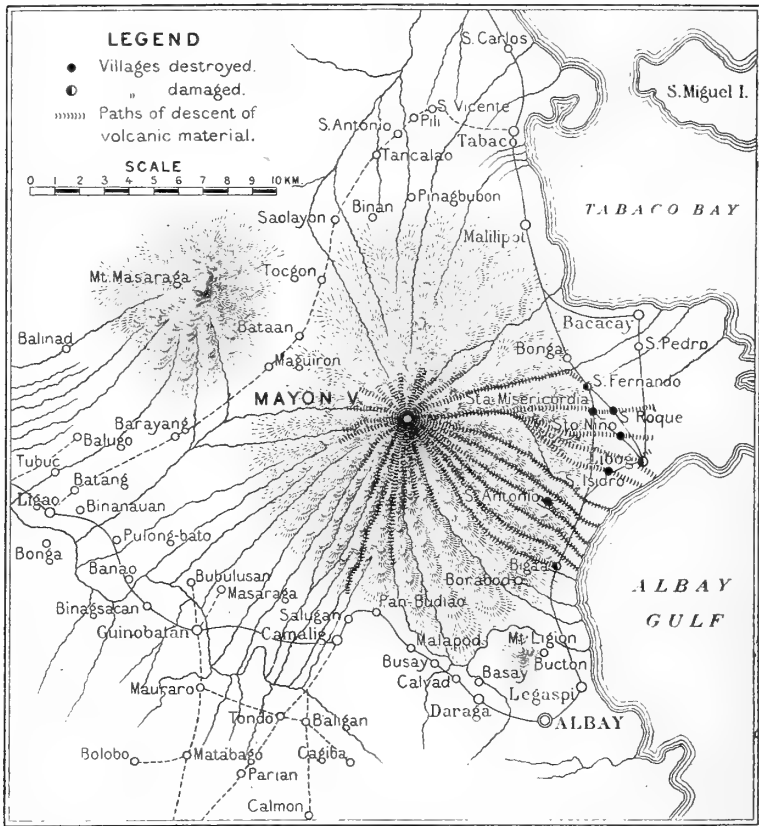 LEGEND
Villages destroyed.
„ damaged.
Paths of descent of
volcanic material.
SCALE
0 1 2 3 4 5 6 7 8 9 10 KM.
S. Carlos
S. Miguel I.
S. Vicente
Pili
S. Antonio
Tabaco
Tancalao
Pinagbubon
Binan
Saolayon
TABACO BAY
Malilipot
Mt. Masaraga
Tocgon
Bacacay
Balinad
Bataan
S. Pedro
Bonga
Maguiron
S. Fernando
MAYON V.
Sta. Misericordia
S. Roque
Sto. Nino
Barayang
Balugo
Libog
Tubuc
S. Isidro
Batang
S. Antonio
Ligao
Binanauan
Pulong-bato
Bonga
Bigaa
Banao
Bubulusan
Borabod
ALBAY
GULF
Masaraga
Binagsacan
Pan-Budiao
Salugan
Guinobatan
Camalig
Malapod
Mt. Ligion
Bucton
Busay
Basay
Calvad
Legaspi
Mauraro
Daraga
Tondo
Baligan
ALBAY
Bolobo
Matabago
Cagiba
Parian
Calmon